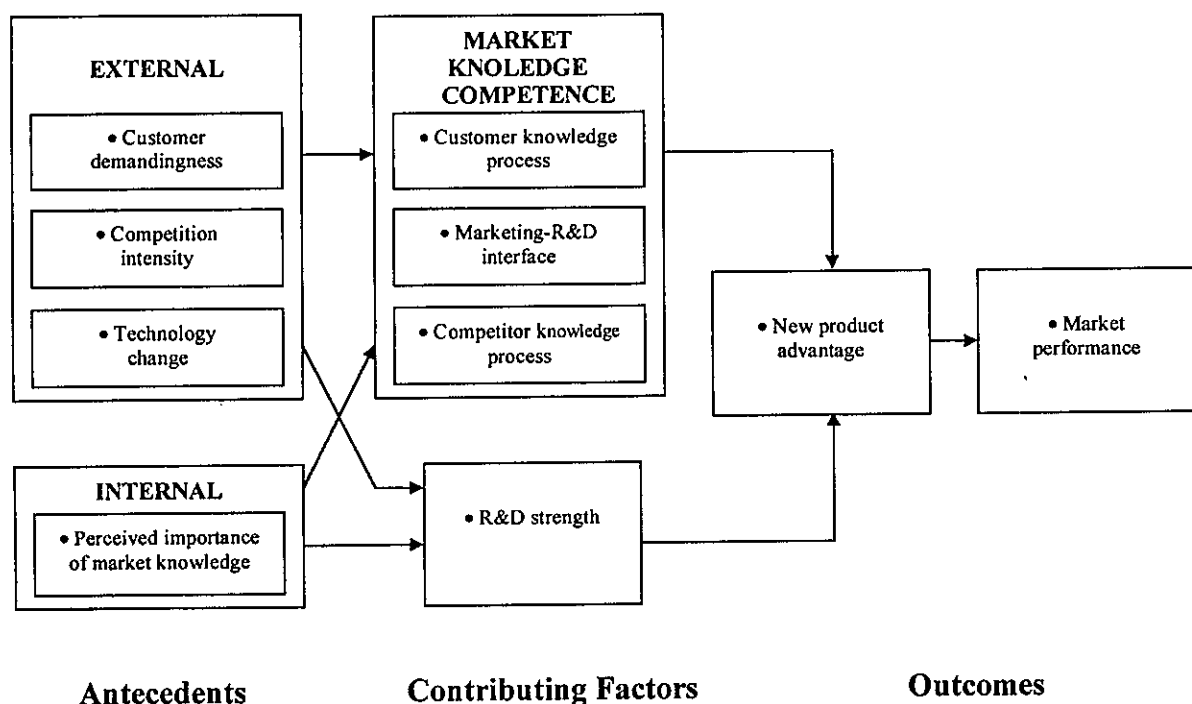 EXTERNAL
• Customer
demandingness
• Competition
intensity
• Technology
change
INTERNAL
• Perceived importance
of market knowledge
MARKET
KNOLEDGE
COMPETENCE
• Customer knowledge
process
• Marketing-R&D
interface
• Competitor knowledge
process
• R&D strength
• New product
advantage
• Market
performance
Antecedents
Contributing Factors
Outcomes